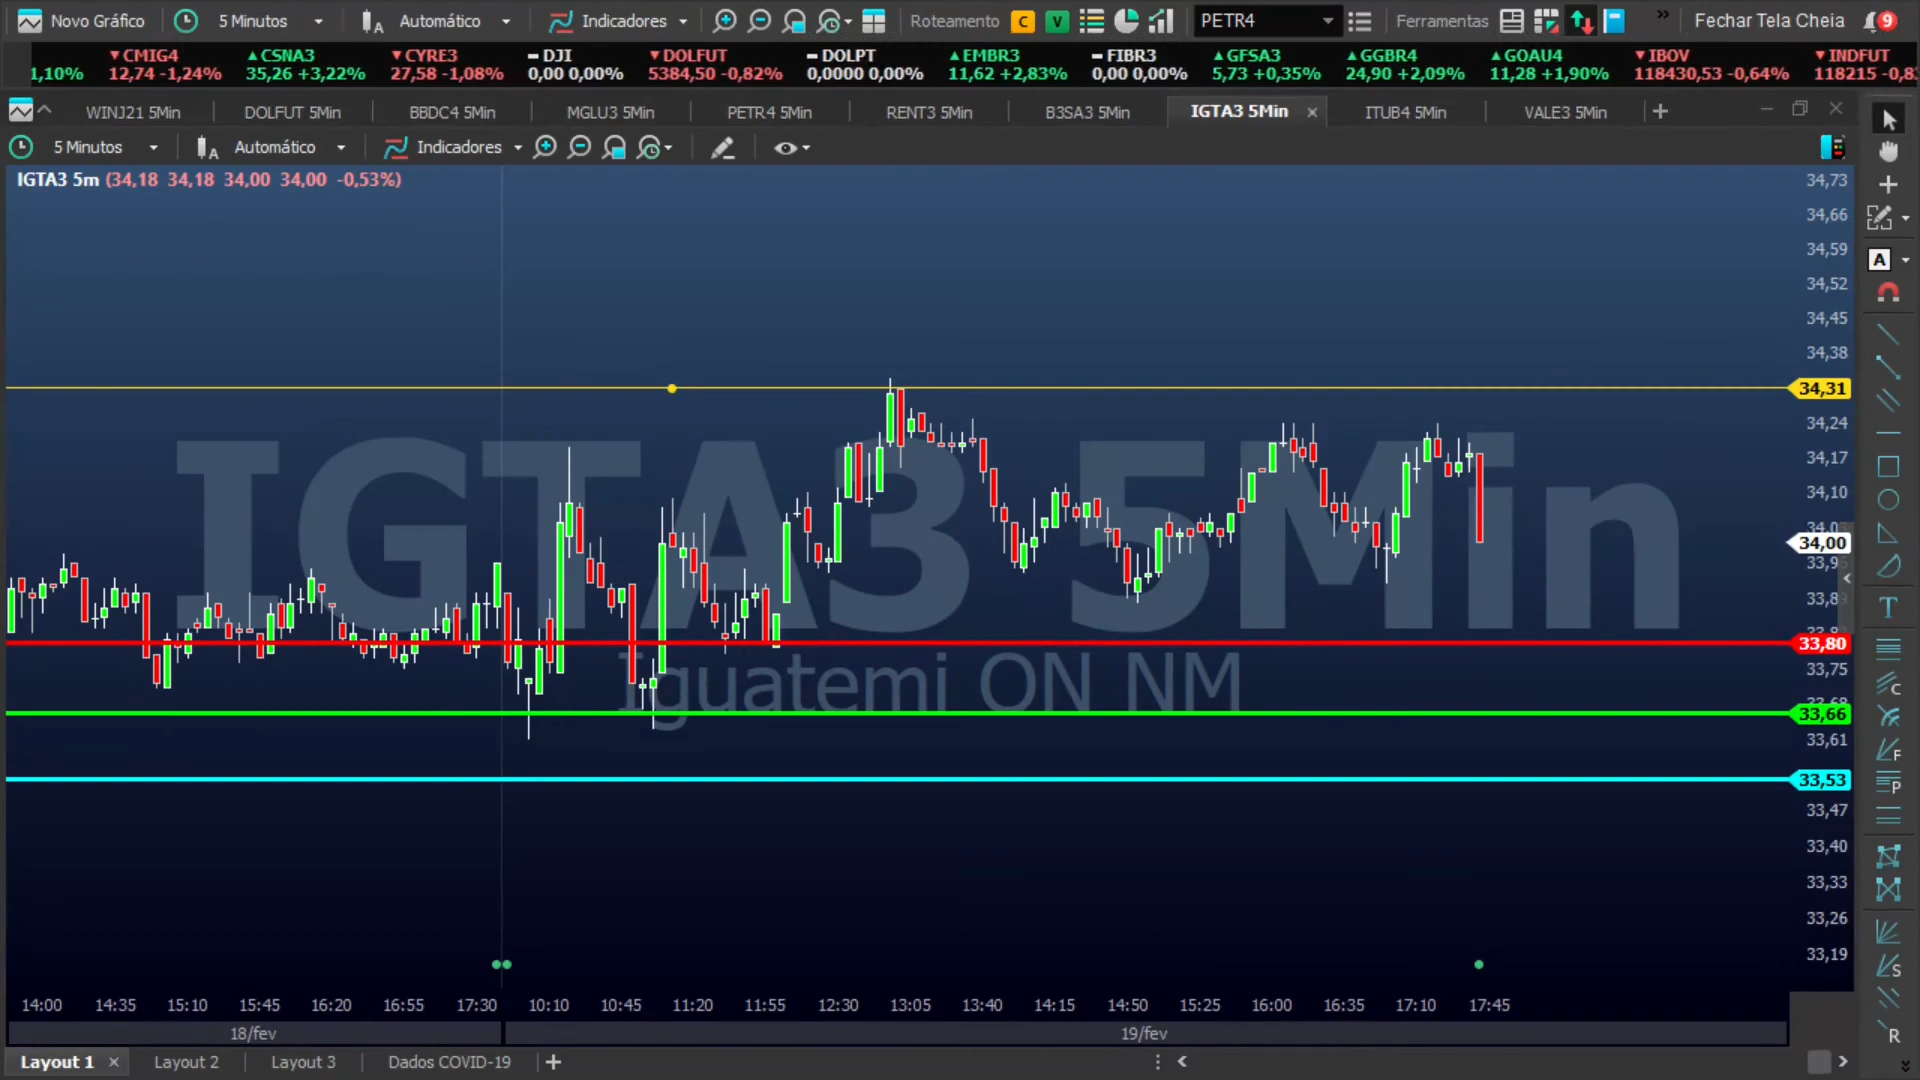 Novo Gráfico 5 Minutos Automático Indicadores Roteamento C V PETR4 Ferramentas » Fechar Tela Cheia 9
CMIG4 CSNA3 CYRE3 DJI DOLFUT DOLPT EMBR3 FIBR3 GFSA3 GGBR4 GOAU4 IBOV INDFUT
1,10% 12,74 -1,24% 35,26 +3,22% 27,58 -1,08% 0,00 0,00% 5384,50 -0,82% 0,0000 0,00% 11,62 +2,83% 0,00 0,00% 5,73 +0,35% 24,90 +2,09% 11,28 +1,90% 118430,53 -0,64% 118215
WINJ21 5Min DOLFUT 5Min BBDC4 5Min MGLU3 5Min PETR4 5Min RENT3 5Min B3SA3 5Min IGTA3 5Min ITUB4 5Min VALE3 5Min
5 Minutos Automático Indicadores
IGTA3 5m (34,18 34,18 34,00 34,00 -0,53%)
34,73
34,66
34,59
34,52
34,45
34,38
34,31
34,24
34,17
34,10
34,00
33,80
33,75
33,66
33,61
33,53
33,47
33,40
33,33
33,26
33,19
IGTA3 5Min
Iguatemi ON NM
14:00 14:35 15:10 15:45 16:20 16:55 17:30 10:10 10:45 11:20 11:55 12:30 13:05 13:40 14:15 14:50 15:25 16:00 16:35 17:10 17:45
18/fev 19/fev
Layout 1 Layout 2 Layout 3 Dados COVID-19
A
T
C
F
P
S
R